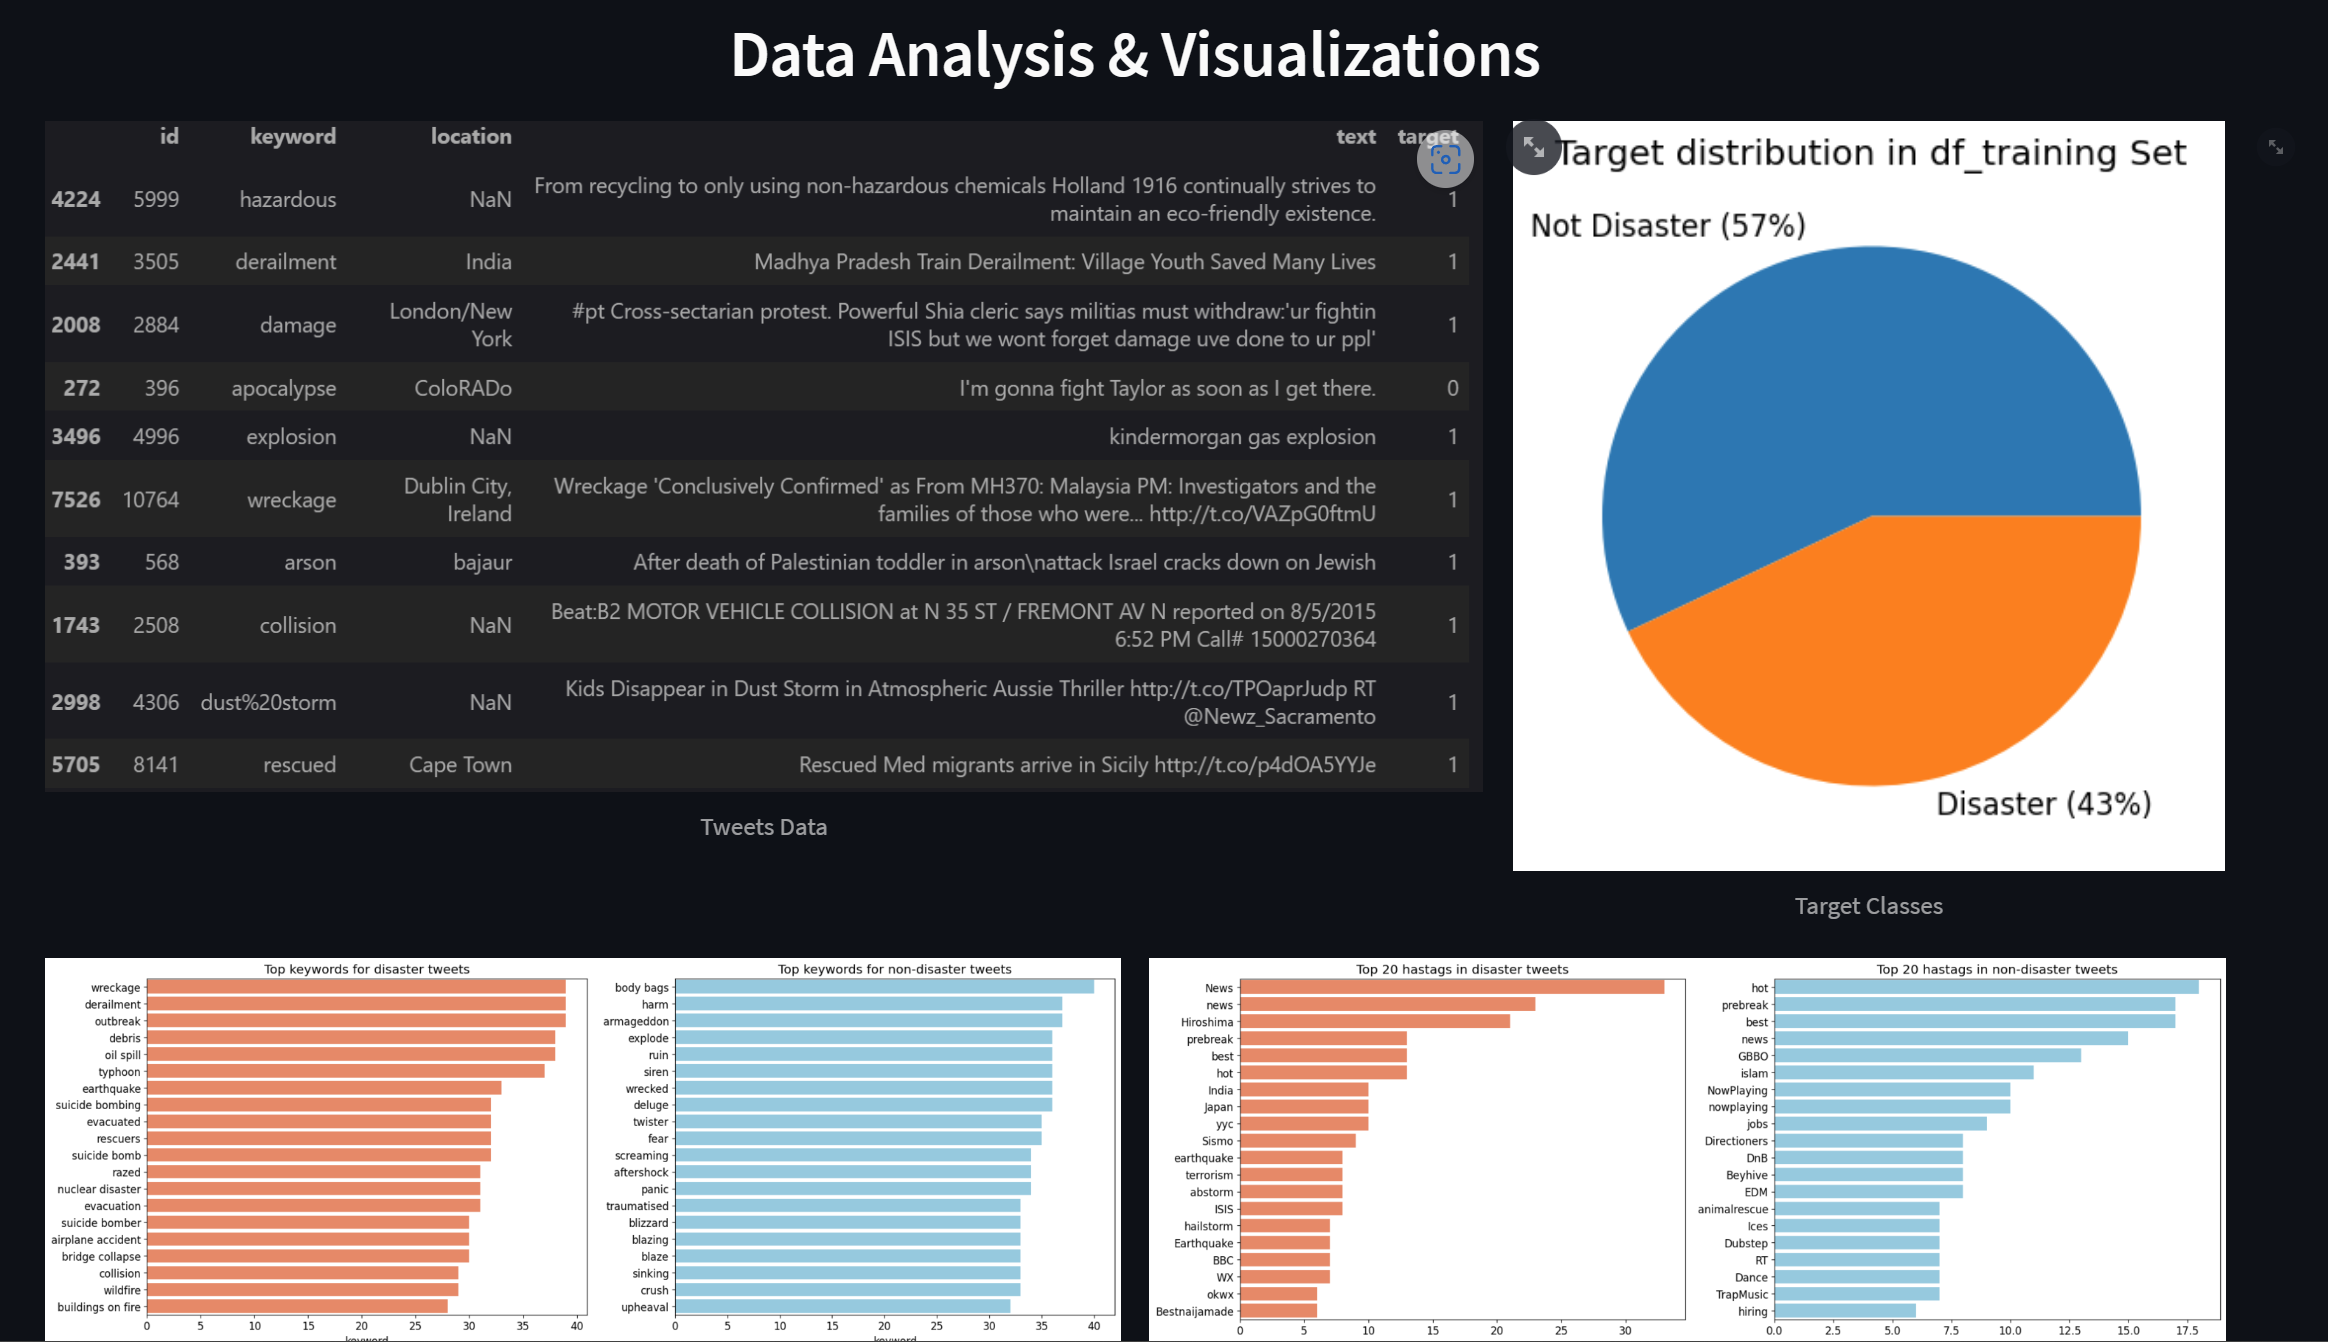 Data Analysis & Visualizations
id keyword location text target
4224 5999 hazardous NaN From recycling to only using non-hazardous chemicals Holland 1916 continually strives to
maintain an eco-friendly existence. 1
2441 3505 derailment India Madhya Pradesh Train Derailment: Village Youth Saved Many Lives 1
2008 2884 damage London/New York #pt Cross-sectarian protest. Powerful Shia cleric says militias must withdraw:'ur fightin
ISIS but we wont forget damage uve done to ur ppl' 1
272 396 apocalypse ColoRADo I'm gonna fight Taylor as soon as I get there. 0
3496 4996 explosion NaN kindermorgan gas explosion 1
7526 10764 wreckage Dublin City, Ireland Wreckage 'Conclusively Confirmed' as From MH370: Malaysia PM: Investigators and the
families of those who were... http://t.co/VAZpG0ftmU 1
393 568 arson bajaur After death of Palestinian toddler in arson\nattack Israel cracks down on Jewish 1
1743 2508 collision NaN Beat:B2 MOTOR VEHICLE COLLISION at N 35 ST / FREMONT AV N reported on 8/5/2015
6:52 PM Call# 15000270364 1
2998 4306 dust%20storm NaN Kids Disappear in Dust Storm in Atmospheric Aussie Thriller http://t.co/TPOaprJudp RT
@Newz_Sacramento 1
5705 8141 rescued Cape Town Rescued Med migrants arrive in Sicily http://t.co/p4dOA5YYJe 1
Tweets Data
Target distribution in df_training Set
Not Disaster (57%)
Disaster (43%)
Target Classes
Top keywords for disaster tweets
wreckage
derailment
outbreak
debris
oil spill
typhoon
earthquake
suicide bombing
evacuated
rescuers
suicide bomb
razed
nuclear disaster
evacuation
suicide bomber
airplane accident
bridge collapse
collision
wildfire
buildings on fire
0 5 10 15 20 25 30 35 40
keyword
Top keywords for non-disaster tweets
body bags
harm
armageddon
explode
ruin
siren
wrecked
deluge
twister
fear
screaming
aftershock
panic
traumatised
blizzard
blazing
blaze
sinking
crush
upheaval
0 5 10 15 20 25 30 35 40
keyword
Top 20 hastags in disaster tweets
News
news
Hiroshima
prebreak
best
hot
India
Japan
yyc
Sismo
earthquake
terrorism
abstorm
ISIS
hailstorm
Earthquake
BBC
WX
okwx
Bestnaijamade
0 5 10 15 20 25 30
Top 20 hastags in non-disaster tweets
hot
prebreak
best
news
GBBO
islam
NowPlaying
nowplaying
jobs
Directioners
DnB
Beyhive
EDM
animalrescue
Ices
Dubstep
RT
Dance
TrapMusic
hiring
0.0 2.5 5.0 7.5 10.0 12.5 15.0 17.5